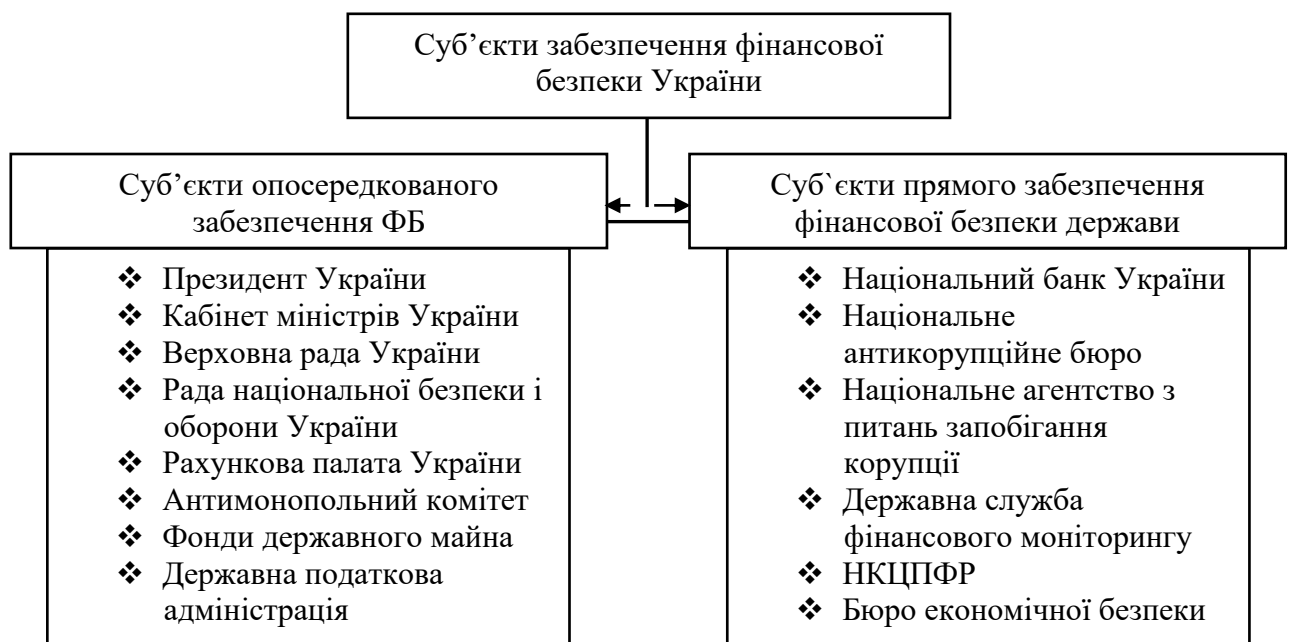 Суб’єкти забезпечення фінансової
безпеки України
Суб’єкти опосередкованого
забезпечення ФБ
❖ Президент України
❖ Кабінет міністрів України
❖ Верховна рада України
❖ Рада національної безпеки і
оборони України
❖ Рахункова палата України
❖ Антимонопольний комітет
❖ Фонди державного майна
❖ Державна податкова
адміністрація
Суб`єкти прямого забезпечення
фінансової безпеки держави
❖ Національний банк України
❖ Національне
антикорупційне бюро
❖ Національне агентство з
питань запобігання
корупції
❖ Державна служба
фінансового моніторингу
❖ НКЦПФР
❖ Бюро економічної безпеки